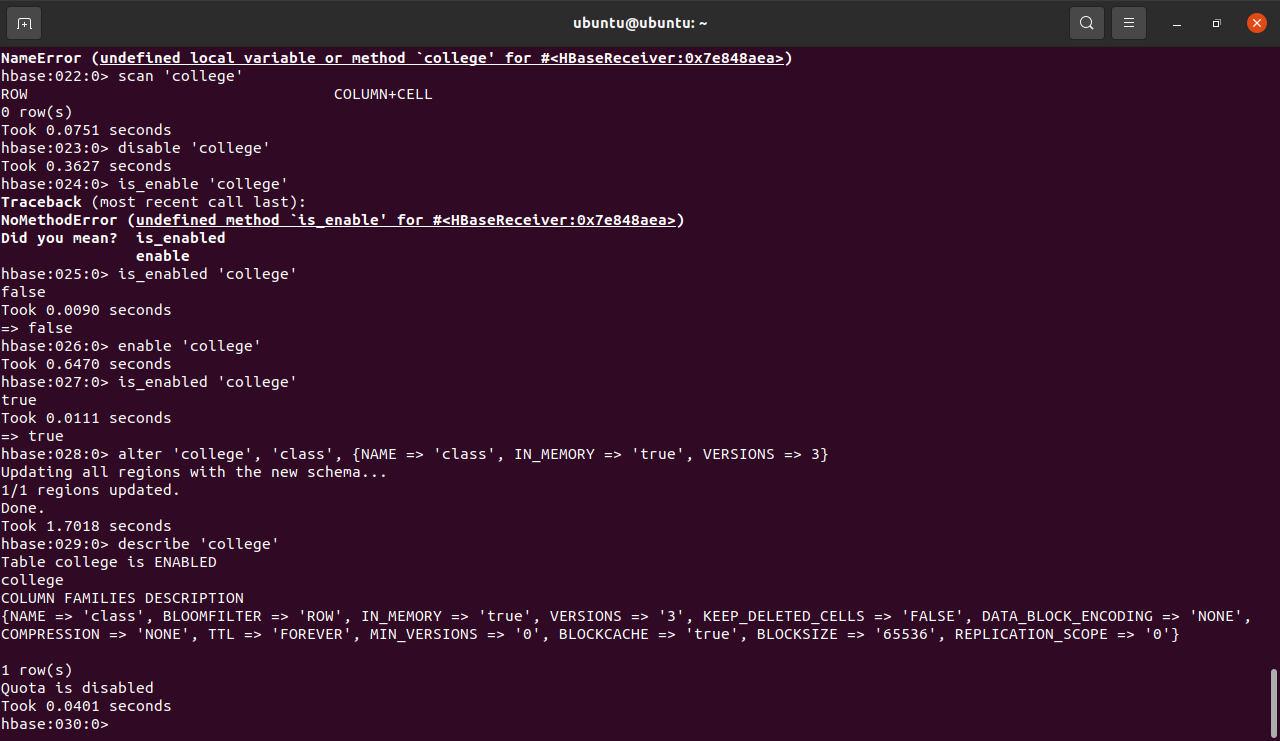 ubuntu@ubuntu: ~
NameError (undefined local variable or method `college' for #<HBaseReceiver:0x7e848aea>)
hbase:022:0> scan 'college'
ROW                                  COLUMN+CELL
0 row(s)
Took 0.0751 seconds
hbase:023:0> disable 'college'
Took 0.3627 seconds
hbase:024:0> is_enable 'college'
Traceback (most recent call last):
NoMethodError (undefined method `is_enable' for #<HBaseReceiver:0x7e848aea>)
Did you mean?  is_enabled
               enable
hbase:025:0> is_enabled 'college'
false
Took 0.0090 seconds
=> false
hbase:026:0> enable 'college'
Took 0.6470 seconds
hbase:027:0> is_enabled 'college'
true
Took 0.0111 seconds
=> true
hbase:028:0> alter 'college', 'class', {NAME => 'class', IN_MEMORY => 'true', VERSIONS => 3}
Updating all regions with the new schema...
1/1 regions updated.
Done.
Took 1.7018 seconds
hbase:029:0> describe 'college'
Table college is ENABLED
college
COLUMN FAMILIES DESCRIPTION
{NAME => 'class', BLOOMFILTER => 'ROW', IN_MEMORY => 'true', VERSIONS => '3', KEEP_DELETED_CELLS => 'FALSE', DATA_BLOCK_ENCODING => 'NONE',
COMPRESSION => 'NONE', TTL => 'FOREVER', MIN_VERSIONS => '0', BLOCKCACHE => 'true', BLOCKSIZE => '65536', REPLICATION_SCOPE => '0'}
1 row(s)
Quota is disabled
Took 0.0401 seconds
hbase:030:0>